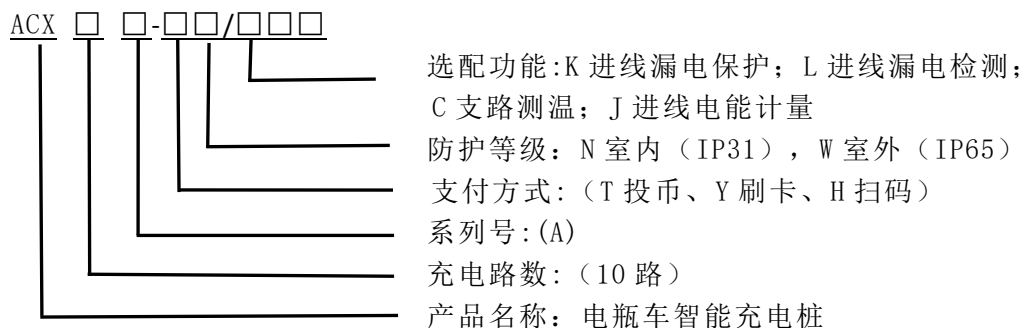 ACX □ □-□□/□□□
选配功能:K 进线漏电保护；L 进线漏电检测；
C 支路测温；J 进线电能计量
防护等级：N 室内（IP31），W 室外（IP65）
支付方式:（T 投币、Y 刷卡、H 扫码）
系列号:(A)
充电路数:（10 路）
产品名称：电瓶车智能充电桩